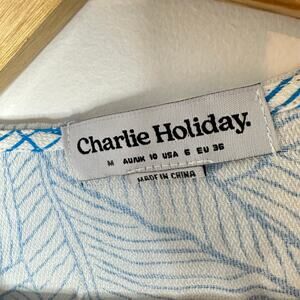 Charlie Holiday.
M AU/UK 10 USA 6 EU 36
MADE IN CHINA